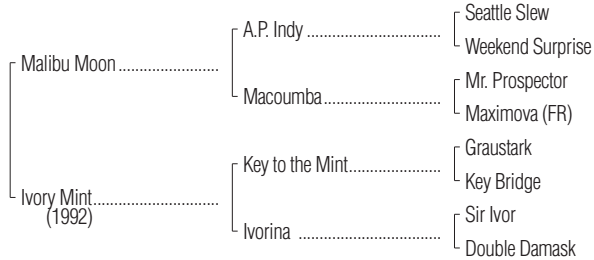 Seattle Slew
A.P. Indy
Weekend Surprise
Malibu Moon
Mr. Prospector
Macoumba
Maximova (FR)
Graustark
Key to the Mint
Key Bridge
Ivory Mint
(1992)
Sir Ivor
Ivorina
Double Damask